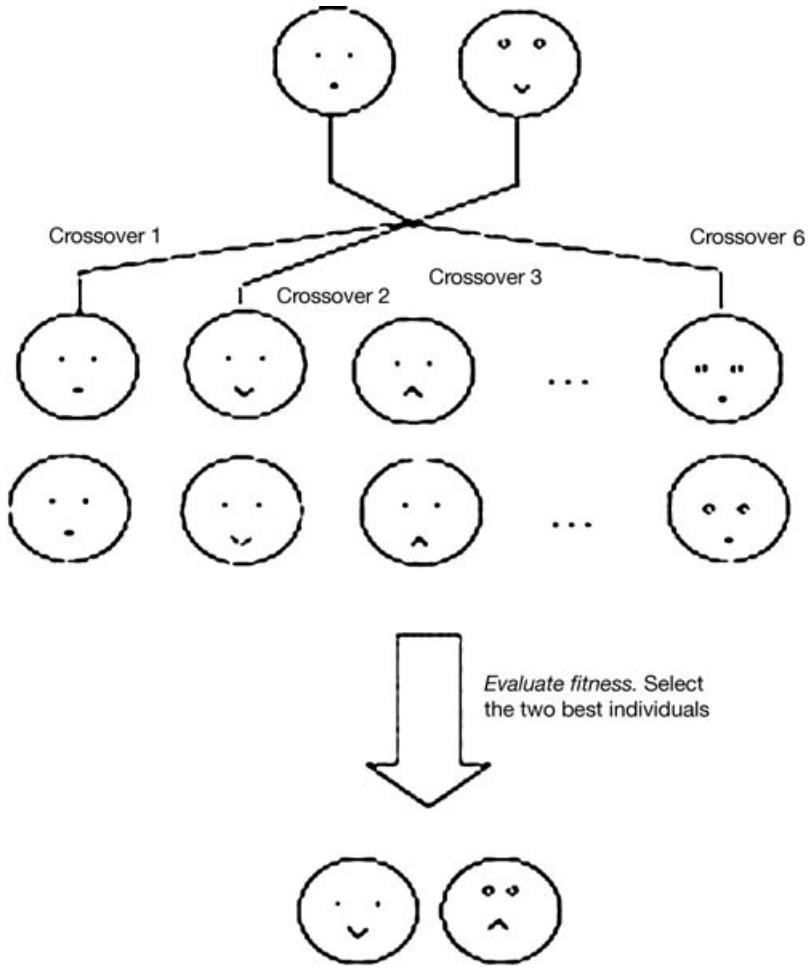 Crossover 1
Crossover 6
Crossover 3
Crossover 2
...
...
Evaluate fitness. Select
the two best individuals